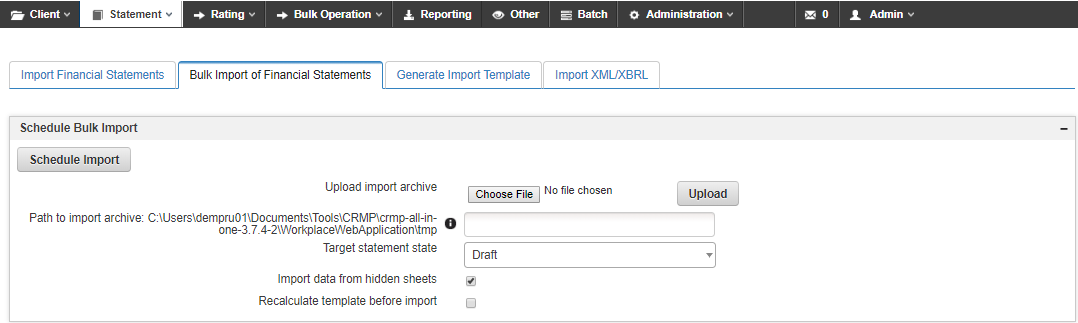 Client Statement Rating Bulk Operation Reporting Other Batch Administration 0 Admin
Import Financial Statements Bulk Import of Financial Statements Generate Import Template Import XML/XBRL
Schedule Bulk Import
Schedule Import
Upload import archive Choose File No file chosen Upload
Path to import archive: C:\Users\dempru01\Documents\Tools\CRMP\crmp-all-in-
one-3.7.4-2\WorkplaceWebApplication\tmp
Target statement state Draft
Import data from hidden sheets
Recalculate template before import